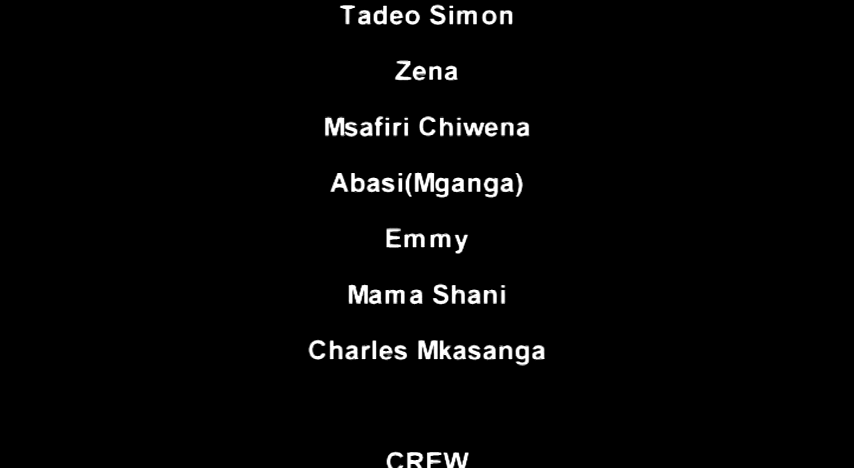 Tadeo Simon
Zena
Msafiri Chiwena
Abasi(Mganga)
Emmy
Mama Shani
Charles Mkasanga
CREW